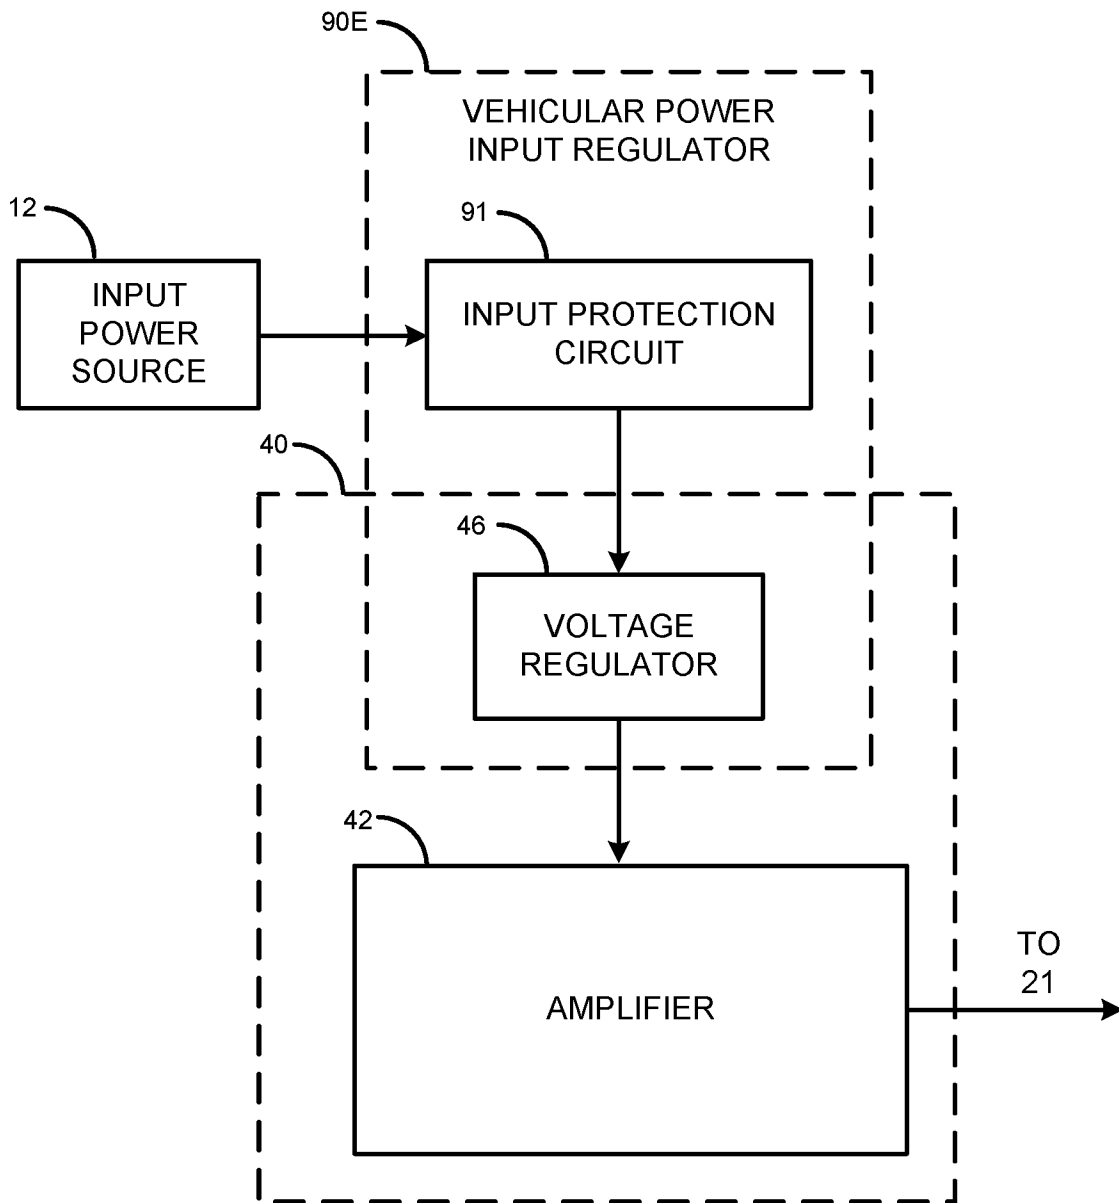 90E
VEHICULAR POWER
INPUT REGULATOR
12
91
INPUT
POWER
SOURCE
INPUT PROTECTION
CIRCUIT
40
46
VOLTAGE
REGULATOR
42
AMPLIFIER
TO
21